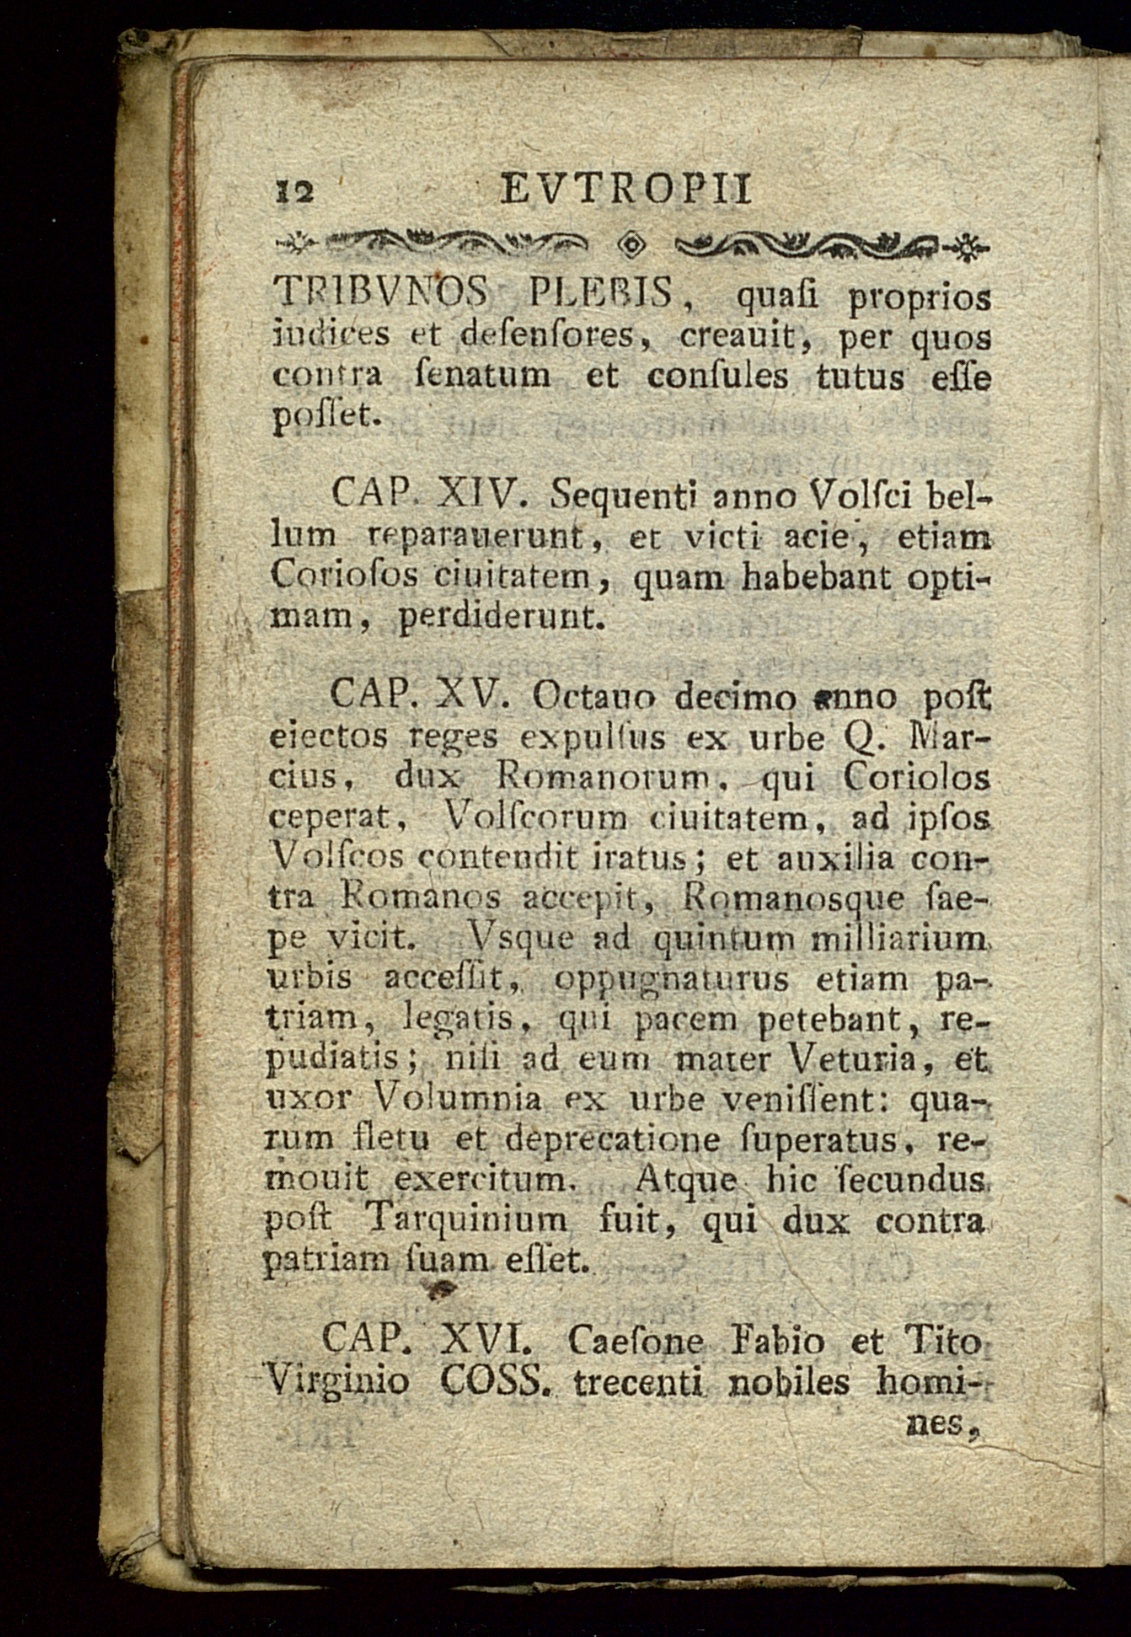 12 EVTROPII
TRIBVNOS PLEBIS, quaſi proprios
iudices et defenſores, creauit, per quos
contra ſenatum et conſules tutus eſſe
poſſet.
CAP. XIV. Sequenti anno Volſci bel-
lum reparauerunt, et victi acie, etiam
Corioſos ciuitatem, quam habebant opti-
mam, perdiderunt.
CAP. XV. Octauo decimo anno poſt
eiectos reges expulſus ex urbe Q. Mar-
cius, dux Romanorum, qui Coriolos
ceperat, Volſcorum ciuitatem, ad ipſos
Volſcos contendit iratus; et auxilia con-
tra Romanos accepit, Romanosque ſae-
pe vicit. Vsque ad quintum milliarium
urbis acceſſit, oppugnaturus etiam pa-
triam, legatis, qui pacem petebant, re-
pudiatis; niſi ad eum mater Veturia, et
uxor Volumnia ex urbe veniſſent: qua-
rum fletu et deprecatione ſuperatus, re-
mouit exercitum. Atque hic ſecundus
poſt Tarquinium fuit, qui dux contra
patriam ſuam eſſet.
CAP. XVI. Caeſone Fabio et Tito
Virginio COSS. trecenti nobiles homi-
nes,